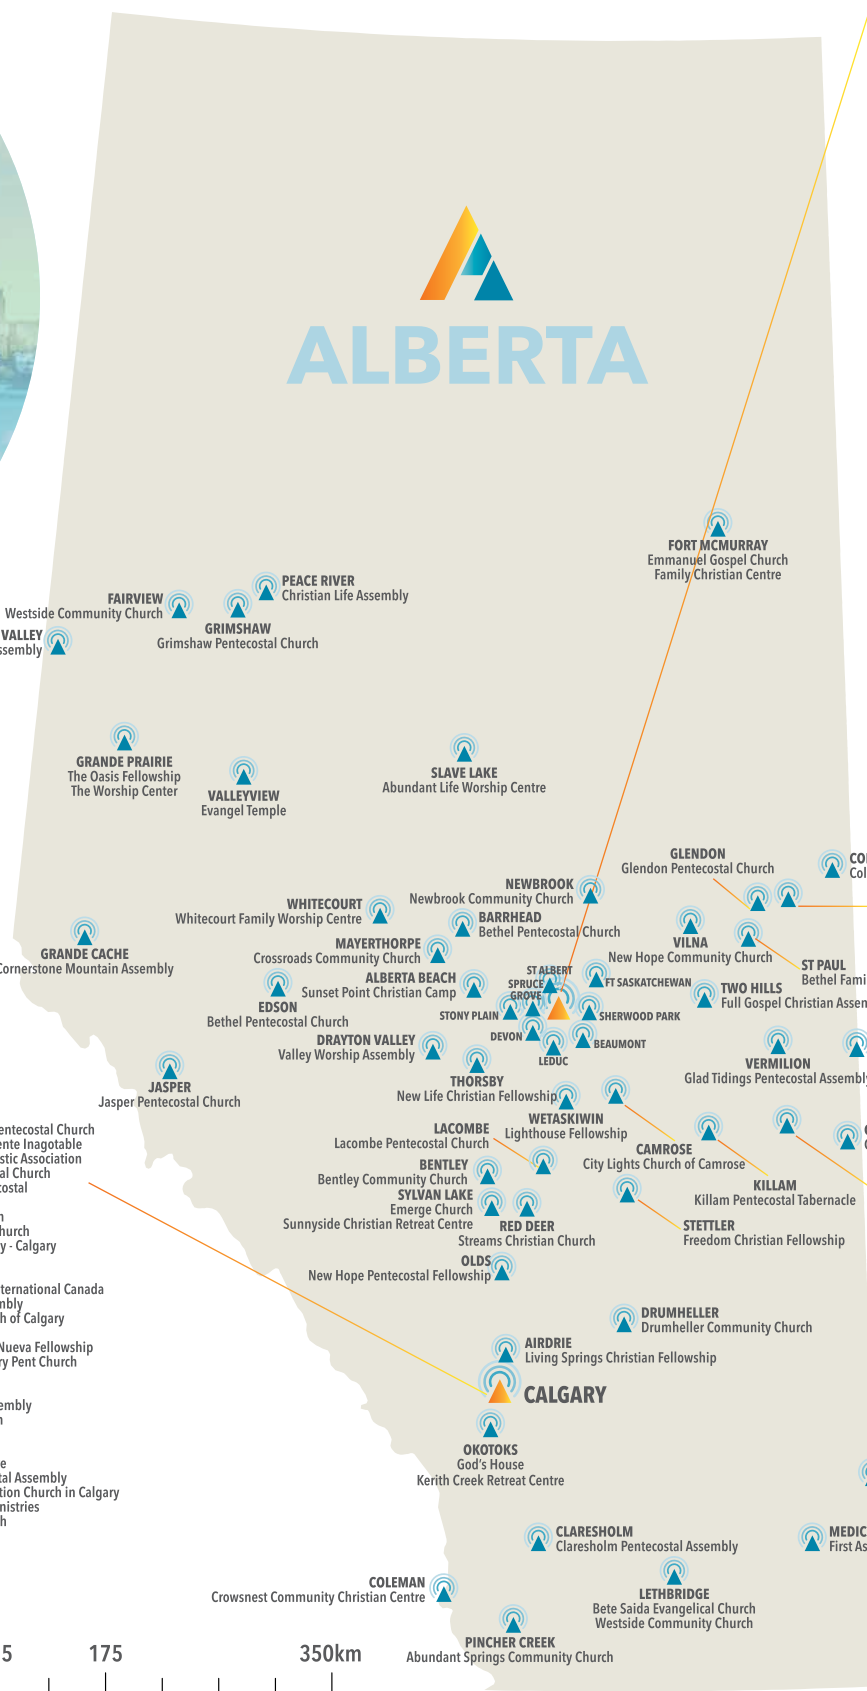 ALBERTA
FORT MCMURRAY
Emmanuel Gospel Church
Family Christian Centre
PEACE RIVER
Christian Life Assembly
FAIRVIEW
Westside Community Church
GRIMSHAW
Grimshaw Pentecostal Church
VALLEY
GRANDE PRAIRIE
The Oasis Fellowship
The Worship Center
VALLEYVIEW
Evangel Temple
SLAVE LAKE
Abundant Life Worship Centre
GLENDON
Glendon Pentecostal Church
NEWBROOK
Newbrook Community Church
WHITECOURT
Whitecourt Family Worship Centre
BARRHEAD
Bethel Pentecostal Church
VILNA
New Hope Community Church
MAYERTHORPE
Crossroads Community Church
GRANDE CACHE
Cornerstone Mountain Assembly
ST PAUL
Bethel Fami
ALBERTA BEACH
Sunset Point Christian Camp
ST ALBERT
SPRUCE
GROVE
FT SASKATCHEWAN
TWO HILLS
Full Gospel Christian Assem
EDSON
Bethel Pentecostal Church
STONY PLAIN
SHERWOOD PARK
DRAYTON VALLEY
Valley Worship Assembly
DEVON
BEAUMONT
LEDUC
VERMILION
Glad Tidings Pentecostal Assembly
JASPER
Jasper Pentecostal Church
THORSBY
New Life Christian Fellowship
WETASKIWIN
Lighthouse Fellowship
LACOMBE
Lacombe Pentecostal Church
CAMROSE
City Lights Church of Camrose
BENTLEY
Bentley Community Church
KILLAM
Killam Pentecostal Tabernacle
SYLVAN LAKE
Emerge Church
Sunnyside Christian Retreat Centre
RED DEER
Streams Christian Church
STETTLER
Freedom Christian Fellowship
OLDS
New Hope Pentecostal Fellowship
DRUMHELLER
Drumheller Community Church
AIRDRIE
Living Springs Christian Fellowship
CALGARY
OKOTOKS
God's House
Kerith Creek Retreat Centre
CLARESHOLM
Claresholm Pentecostal Assembly
MEDIC
First As
COLEMAN
Crowsnest Community Christian Centre
LETHBRIDGE
Bete Saida Evangelical Church
Westside Community Church
PINCHER CREEK
Abundant Springs Community Church
entecostal Church
ente Inagotable
stic Association
al Church
costal
hurch
y - Calgary
ternational Canada
mbly
h of Calgary
Nueva Fellowship
ry Pent Church
embly
tal Assembly
tion Church in Calgary
nistries
5
175
350km